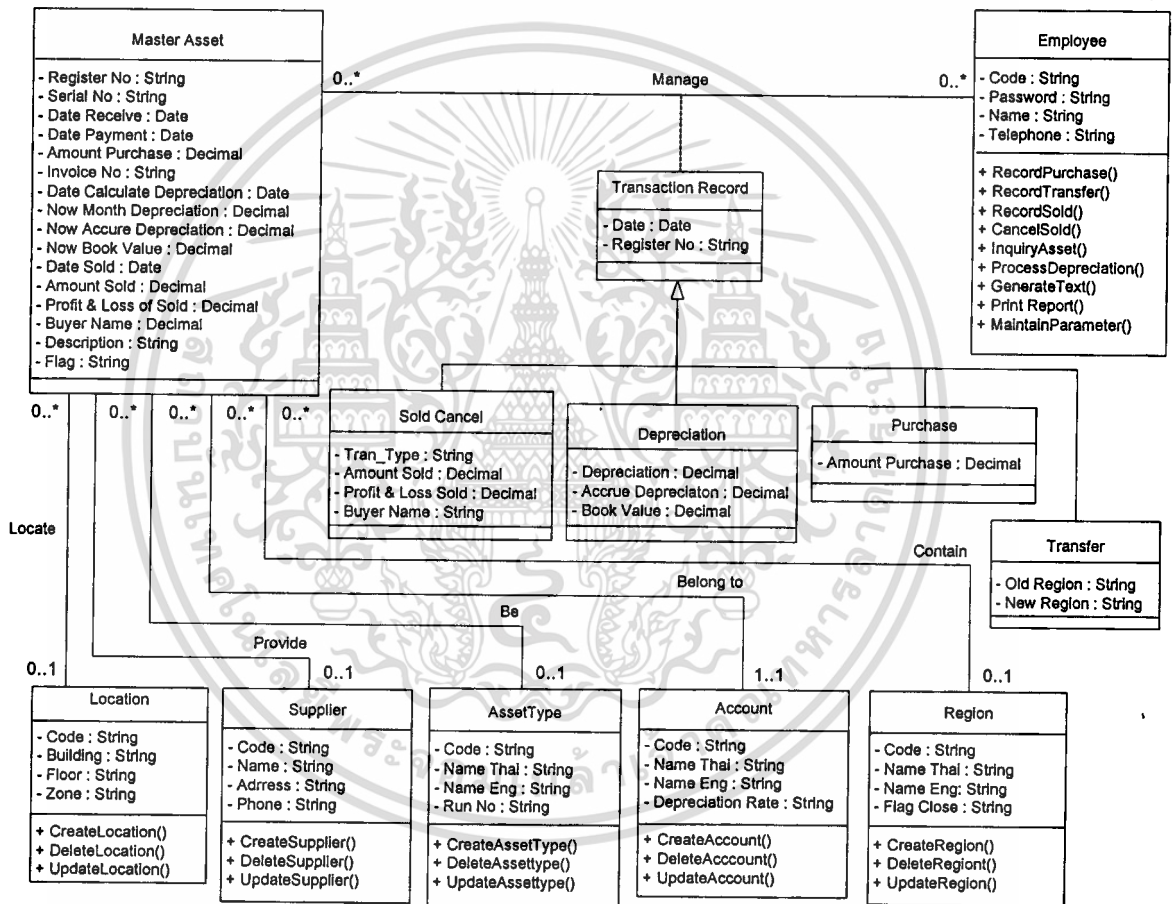 Master Asset
- Register No : String
- Serial No : String
- Date Receive : Date
- Date Payment : Date
- Amount Purchase : Decimal
- Invoice No : String
- Date Calculate Depreciation : Date
- Now Month Depreciation : Decimal
- Now Accure Depreciation : Decimal
- Now Book Value : Decimal
- Date Sold : Date
- Amount Sold : Decimal
- Profit & Loss of Sold : Decimal
- Buyer Name : Decimal
- Description : String
- Flag : String
0..*
Manage
0..*
Employee
- Code : String
- Password : String
- Name : String
- Telephone : String
+ RecordPurchase()
+ RecordTransfer()
+ RecordSold()
+ CancelSold()
+ InquiryAsset()
+ ProcessDepreciation()
+ GenerateText()
+ Print Report()
+ MaintainParameter()
Transaction Record
- Date : Date
- Register No : String
0..*
0..*
0..*
0..*
0..*
Sold Cancel
- Tran_Type : String
- Amount Sold : Decimal
- Profit & Loss Sold : Decimal
- Buyer Name : String
Depreciation
- Depreciation : Decimal
- Accrue Depreciaton : Decimal
- Book Value : Decimal
Purchase
- Amount Purchase : Decimal
Transfer
- Old Region : String
- New Region : String
Locate
Provide
Be
Belong to
Contain
0..1
0..1
0..1
1..1
0..1
Location
- Code : String
- Building : String
- Floor : String
- Zone : String
+ CreateLocation()
+ DeleteLocation()
+ UpdateLocation()
Supplier
- Code : String
- Name : String
- Adrress : String
- Phone : String
+ CreateSupplier()
+ DeleteSupplier()
+ UpdateSupplier()
AssetType
- Code : String
- Name Thai : String
- Name Eng : String
- Run No : String
+ CreateAssetType()
+ DeleteAssettype()
+ UpdateAssettype()
Account
- Code : String
- Name Thai : String
- Name Eng : String
- Depreciation Rate : String
+ CreateAccount()
+ DeleteAcccount()
+ UpdateAccount()
Region
- Code : String
- Name Thai : String
- Name Eng: String
- Flag Close : String
+ CreateRegion()
+ DeleteRegiont()
+ UpdateRegion()